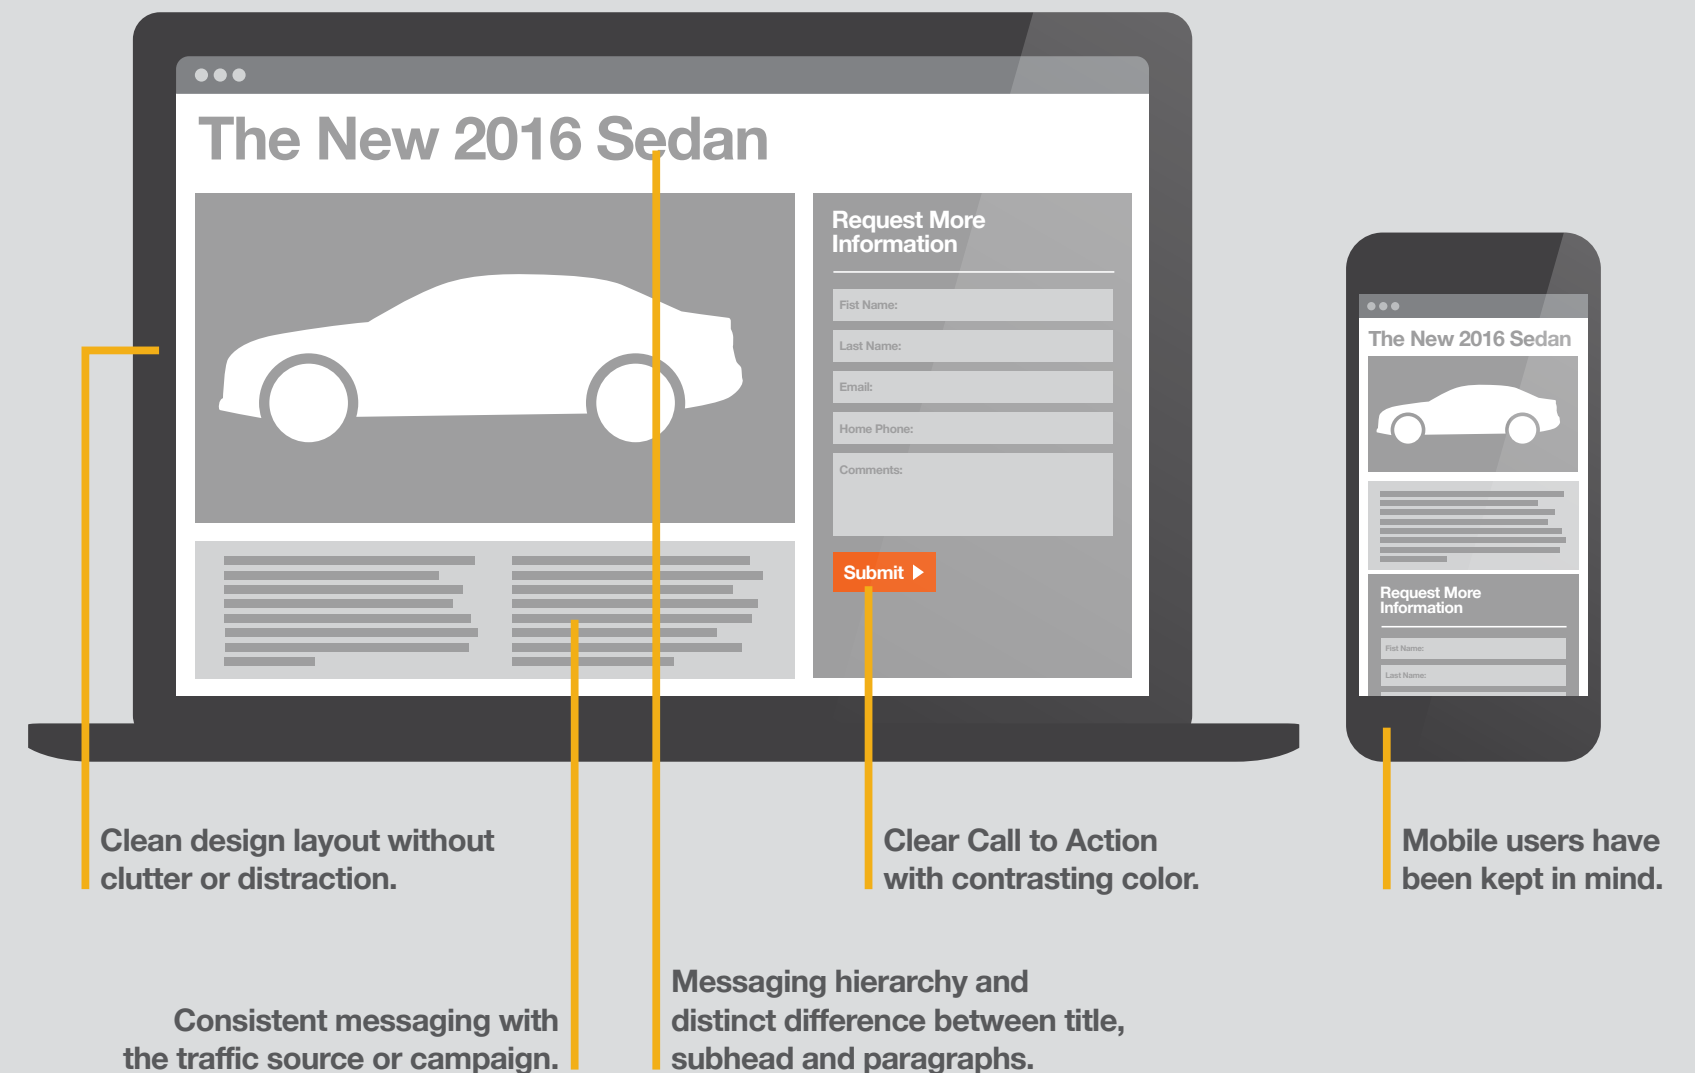 The New 2016 Sedan
Request More
Information
Fist Name:
Last Name:
Email:
Home Phone:
Comments:
Submit
The New 2016 Sedan
Request More
Information
Fist Name:
Last Name:
Clean design layout without
clutter or distraction.
Clear Call to Action
with contrasting color.
Mobile users have
been kept in mind.
Consistent messaging with
the traffic source or campaign.
Messaging hierarchy and
distinct difference between title,
subhead and paragraphs.